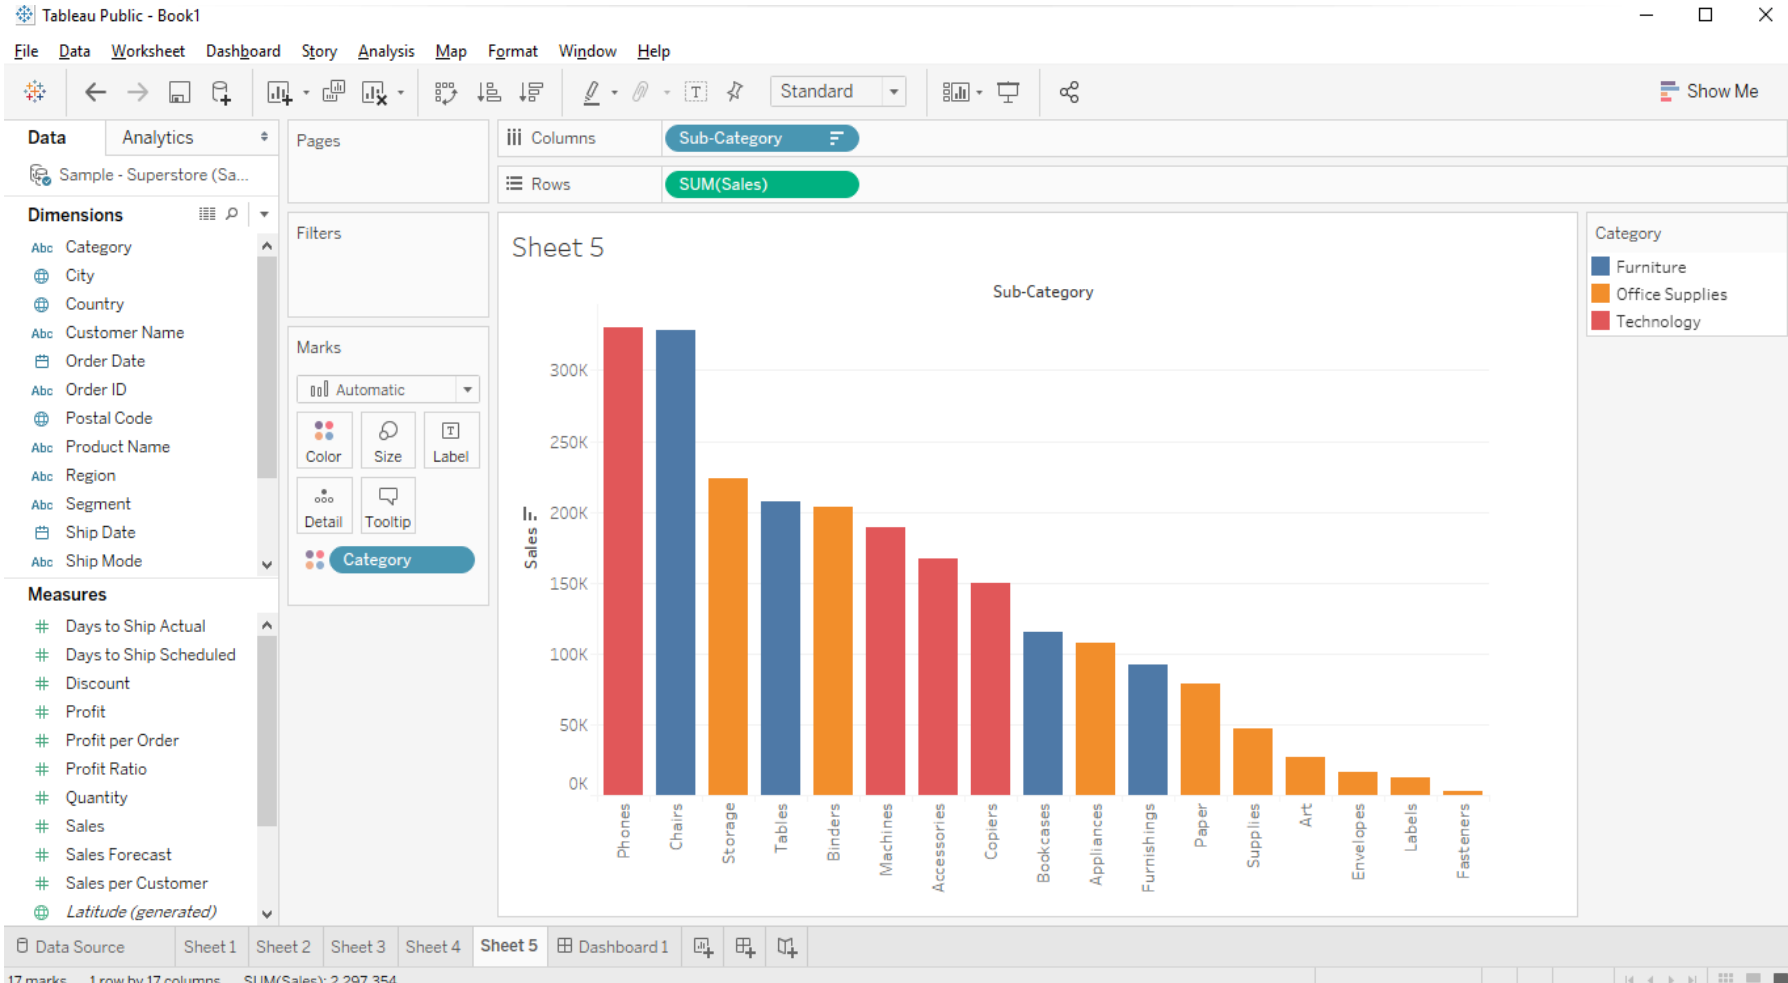 Tableau Public - Book1
File Data Worksheet Dashboard Story Analysis Map Format Window Help
Standard
Show Me
Data Analytics
Sample - Superstore (Sa...
Dimensions
Abc Category
City
Country
Abc Customer Name
Order Date
Abc Order ID
Postal Code
Abc Product Name
Abc Region
Abc Segment
Ship Date
Abc Ship Mode
Measures
# Days to Ship Actual
# Days to Ship Scheduled
# Discount
# Profit
# Profit per Order
# Profit Ratio
# Quantity
# Sales
# Sales Forecast
# Sales per Customer
Latitude (generated)
Pages
Filters
Marks
Automatic
Color Size Label
Detail Tooltip
Category
Columns Sub-Category
Rows SUM(Sales)
Sheet 5
Sub-Category
Sales
300K
250K
200K
150K
100K
50K
0K
Phones
Chairs
Storage
Tables
Binders
Machines
Accessories
Copiers
Bookcases
Appliances
Furnishings
Paper
Supplies
Art
Envelopes
Labels
Fasteners
Category
Furniture
Office Supplies
Technology
Data Source Sheet 1 Sheet 2 Sheet 3 Sheet 4 Sheet 5 Dashboard 1
17 marks 1 row by 17 columns SUM(Sales): 2,297,354